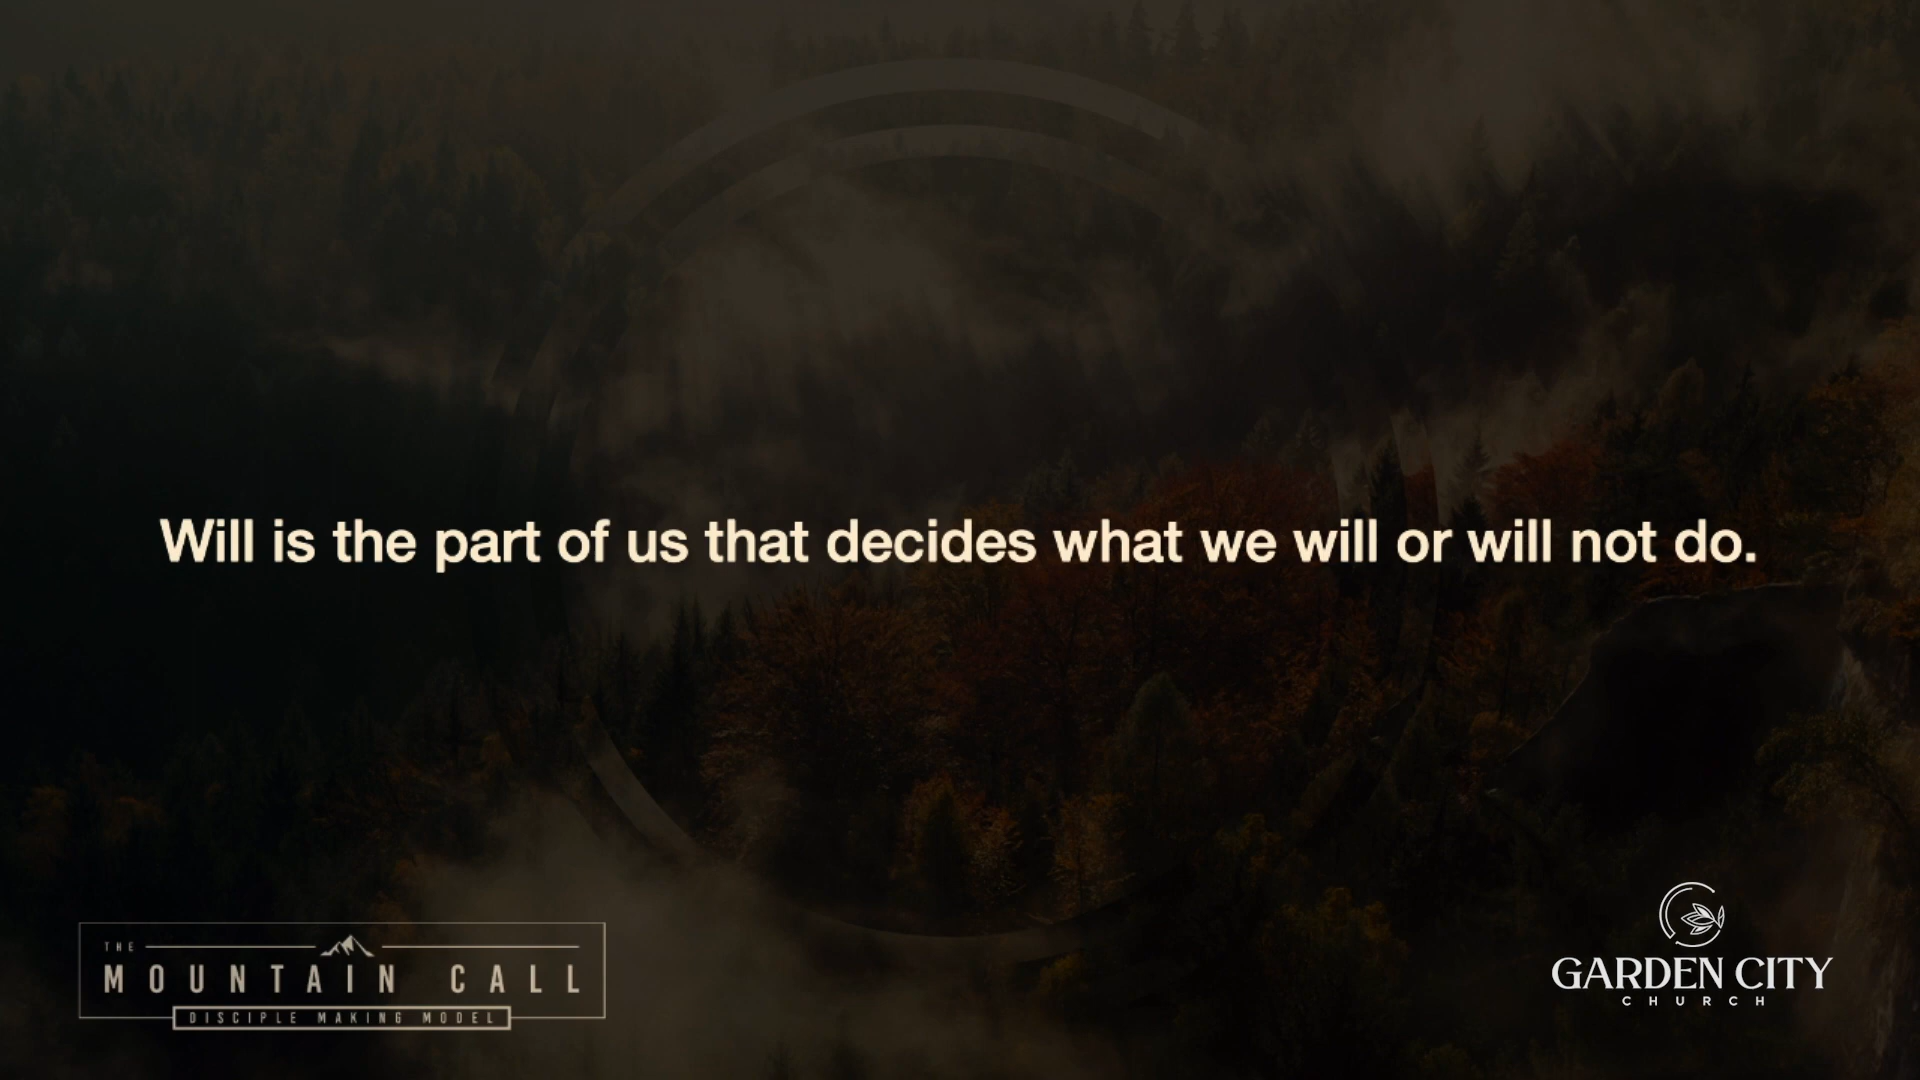 Will is the part of us that decides what we will or will not do.
THE
MOUNTAIN CALL
DISCIPLE MAKING MODEL
GARDEN CITY
CHURCH